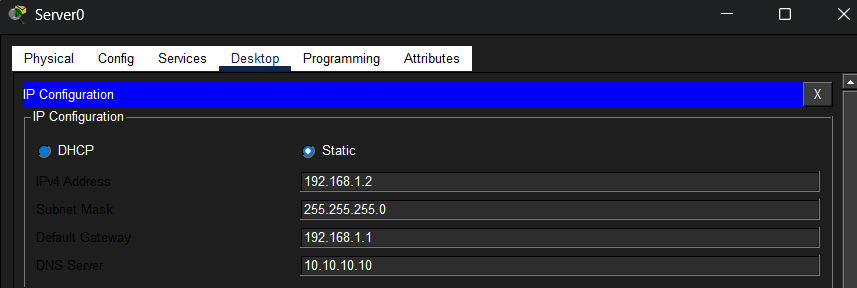 Server0
Physical Config Services Desktop Programming Attributes
IP Configuration X
IP Configuration
DHCP Static
IPv4 Address 192.168.1.2
Subnet Mask 255.255.255.0
Default Gateway 192.168.1.1
DNS Server 10.10.10.10